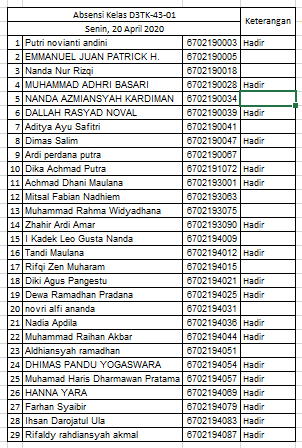 Absensi Kelas D3TK-43-01
Keterangan
Senin, 20 April 2020
1 Putri novianti andini 6702190003 Hadir
2 EMMANUEL JUAN PATRICK H. 6702190005
3 Nanda Nur Rizqi 6702190018
4 MUHAMMAD ADHRI BASARI 6702190028 Hadir
5 NANDA AZMIANSYAH KARDIMAN 6702190034
6 DALLAH RASYAD NOVAL 6702190039 Hadir
7 Aditya Ayu Safitri 6702190041
8 Dimas Salim 6702190047 Hadir
9 Ardi perdana putra 6702190067
10 Dika Achmad Putra 6702191072 Hadir
11 Achmad Dhani Maulana 6702193001 Hadir
12 Mitsal Fabian Nadhiem 6702193063
13 Muhammad Rahma Widyadhana 6702193075
14 Zhahir Ardi Amar 6702193090 Hadir
15 I Kadek Leo Gusta Nanda 6702194009
16 Tandi Maulana 6702194012 Hadir
17 Rifqi Zen Muharam 6702194015
18 Diki Agus Pangestu 6702194021 Hadir
19 Dewa Ramadhan Pradana 6702194025 Hadir
20 novri alfi ananda 6702194031
21 Nadia Apdila 6702194036 Hadir
22 Muhammad Raihan Akbar 6702194044 Hadir
23 Aldhiansyah ramadhan 6702194051
24 DHIMAS PANDU YOGASWARA 6702194054 Hadir
25 Muhamad Haris Dharmawan Pratama 6702194057 Hadir
26 HANNA YARA 6702194069 Hadir
27 Farhan Syaibir 6702194079 Hadir
28 Ihsan Darojatul Ula 6702194083 Hadir
29 Rifaldy rahdiansyah akmal 6702194087 Hadir